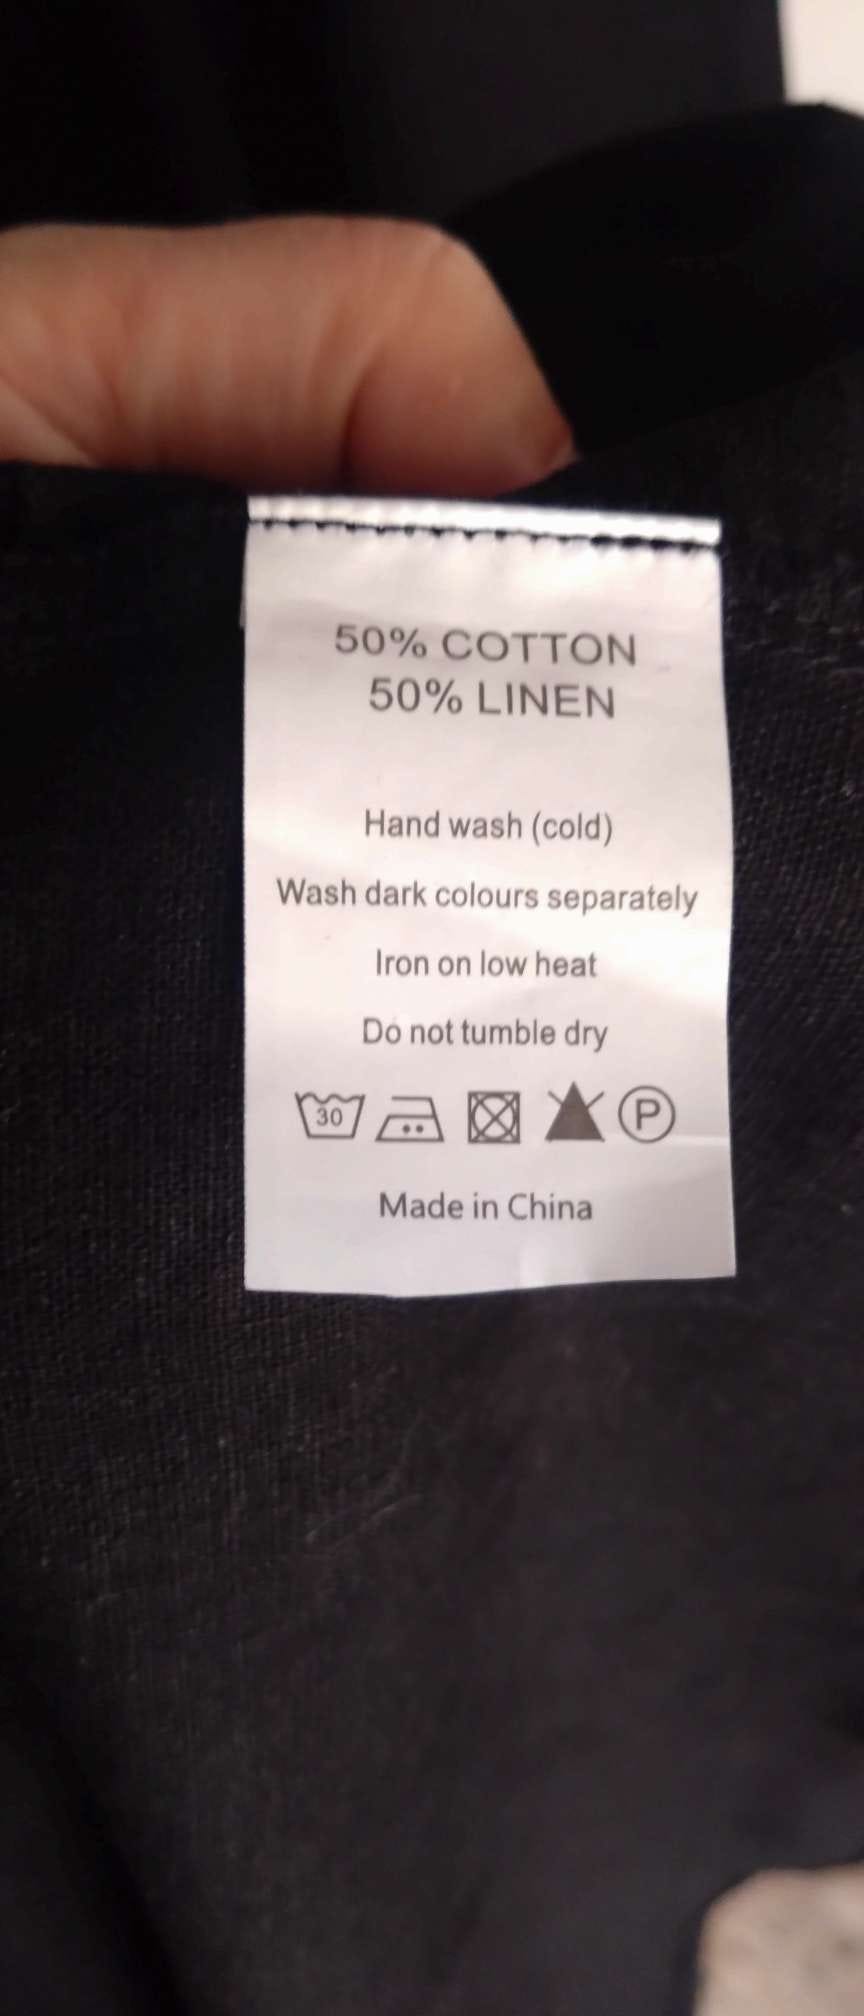 50% COTTON
50% LINEN
Hand wash (cold)
Wash dark colours separately
Iron on low heat
Do not tumble dry
30 P
Made in China